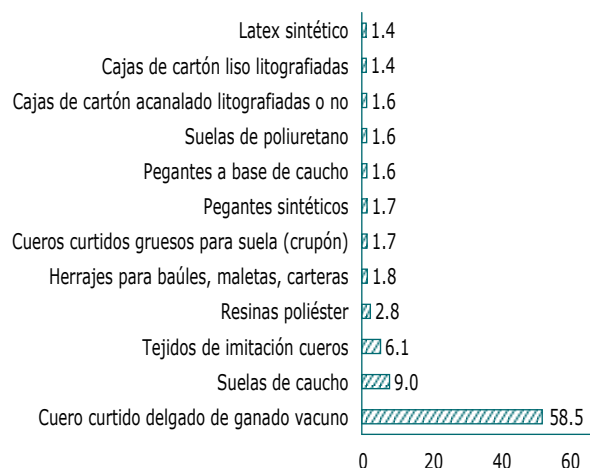 Latex sintético 1.4
Cajas de cartón liso litografiadas 1.4
Cajas de cartón acanalado litografiadas o no 1.6
Suelas de poliuretano 1.6
Pegantes a base de caucho 1.6
Pegantes sintéticos 1.7
Cueros curtidos gruesos para suela (crupón) 1.7
Herrajes para baúles, maletas, carteras 1.8
Resinas poliéster 2.8
Tejidos de imitación cueros 6.1
Suelas de caucho 9.0
Cuero curtido delgado de ganado vacuno 58.5
0 20 40 60